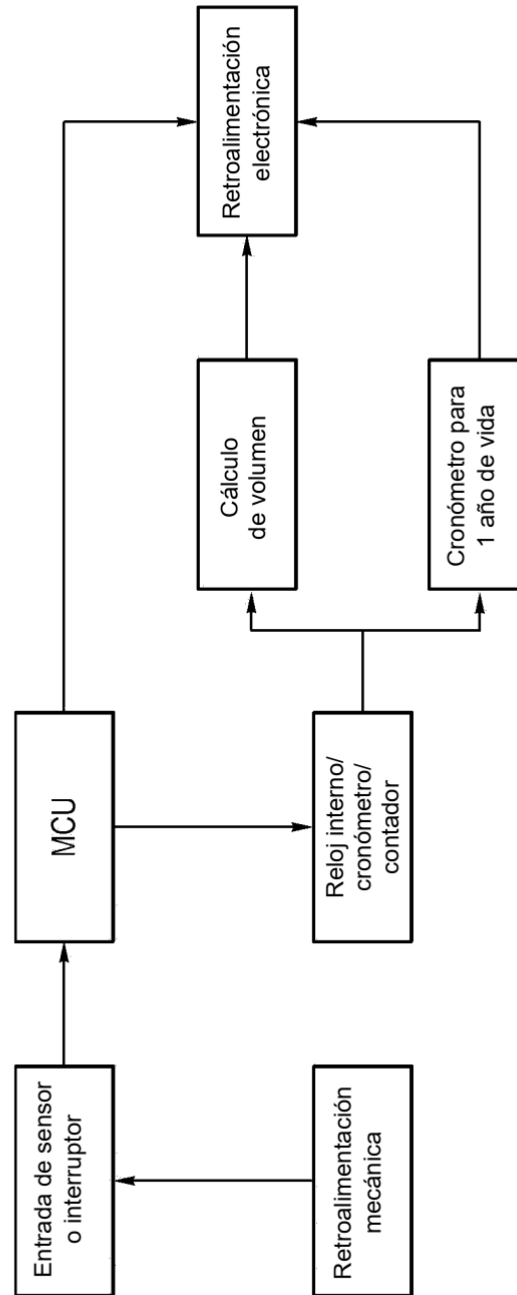 Entrada de sensor
o interruptor
MCU
Retroalimentación
electrónica
Cálculo
de volumen
Retroalimentación
mecánica
Reloj interno/
cronómetro/
contador
Cronómetro para
1 año de vida